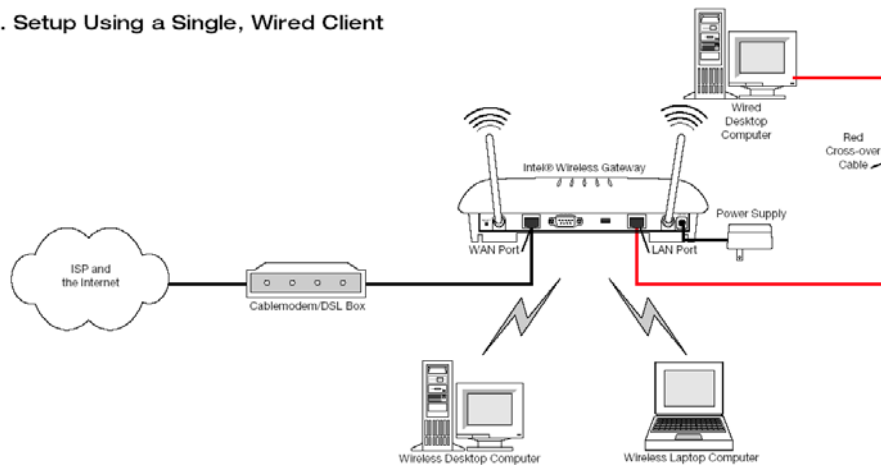 . Setup Using a Single, Wired Client
Wired
Desktop
Computer
Red
Cross-over
Cable
Intel® Wireless Gateway
Power Supply
WAN Port
LAN Port
ISP and
the Internet
Cablemodem/DSL Box
Wireless Desktop Computer
Wireless Laptop Computer